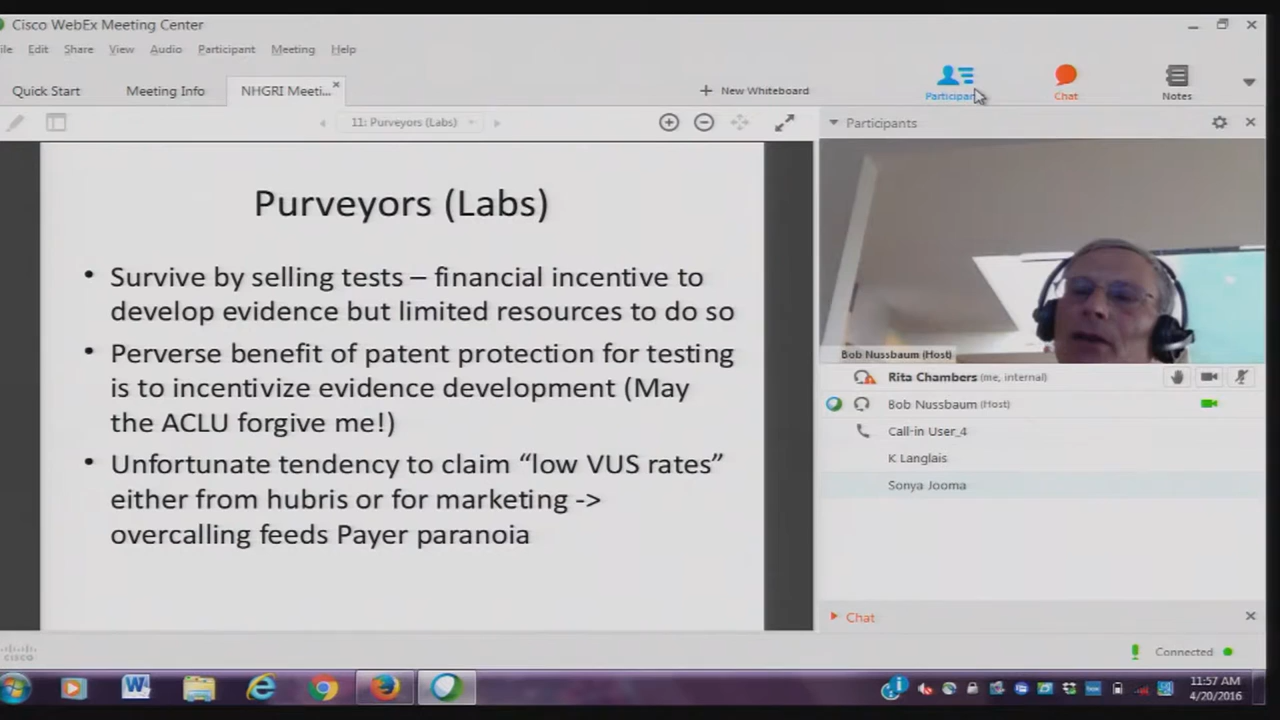 Cisco WebEx Meeting Center
ile Edit Share View Audio Participant Meeting Help
Quick Start Meeting Info NHGRI Meeti... New Whiteboard
Participan Chat Notes
11: Purveyors (Labs)
Participants
Purveyors (Labs)
• Survive by selling tests – financial incentive to
develop evidence but limited resources to do so
• Perverse benefit of patent protection for testing
is to incentivize evidence development (May
the ACLU forgive me!)
• Unfortunate tendency to claim “low VUS rates”
either from hubris or for marketing ->
overcalling feeds Payer paranoia
Bob Nussbaum (Host)
Rita Chambers (me, internal)
Bob Nussbaum (Host)
Call-in User_4
K Langlais
Sonya Jooma
Chat
cisco
Connected
11:57 AM
4/20/2016